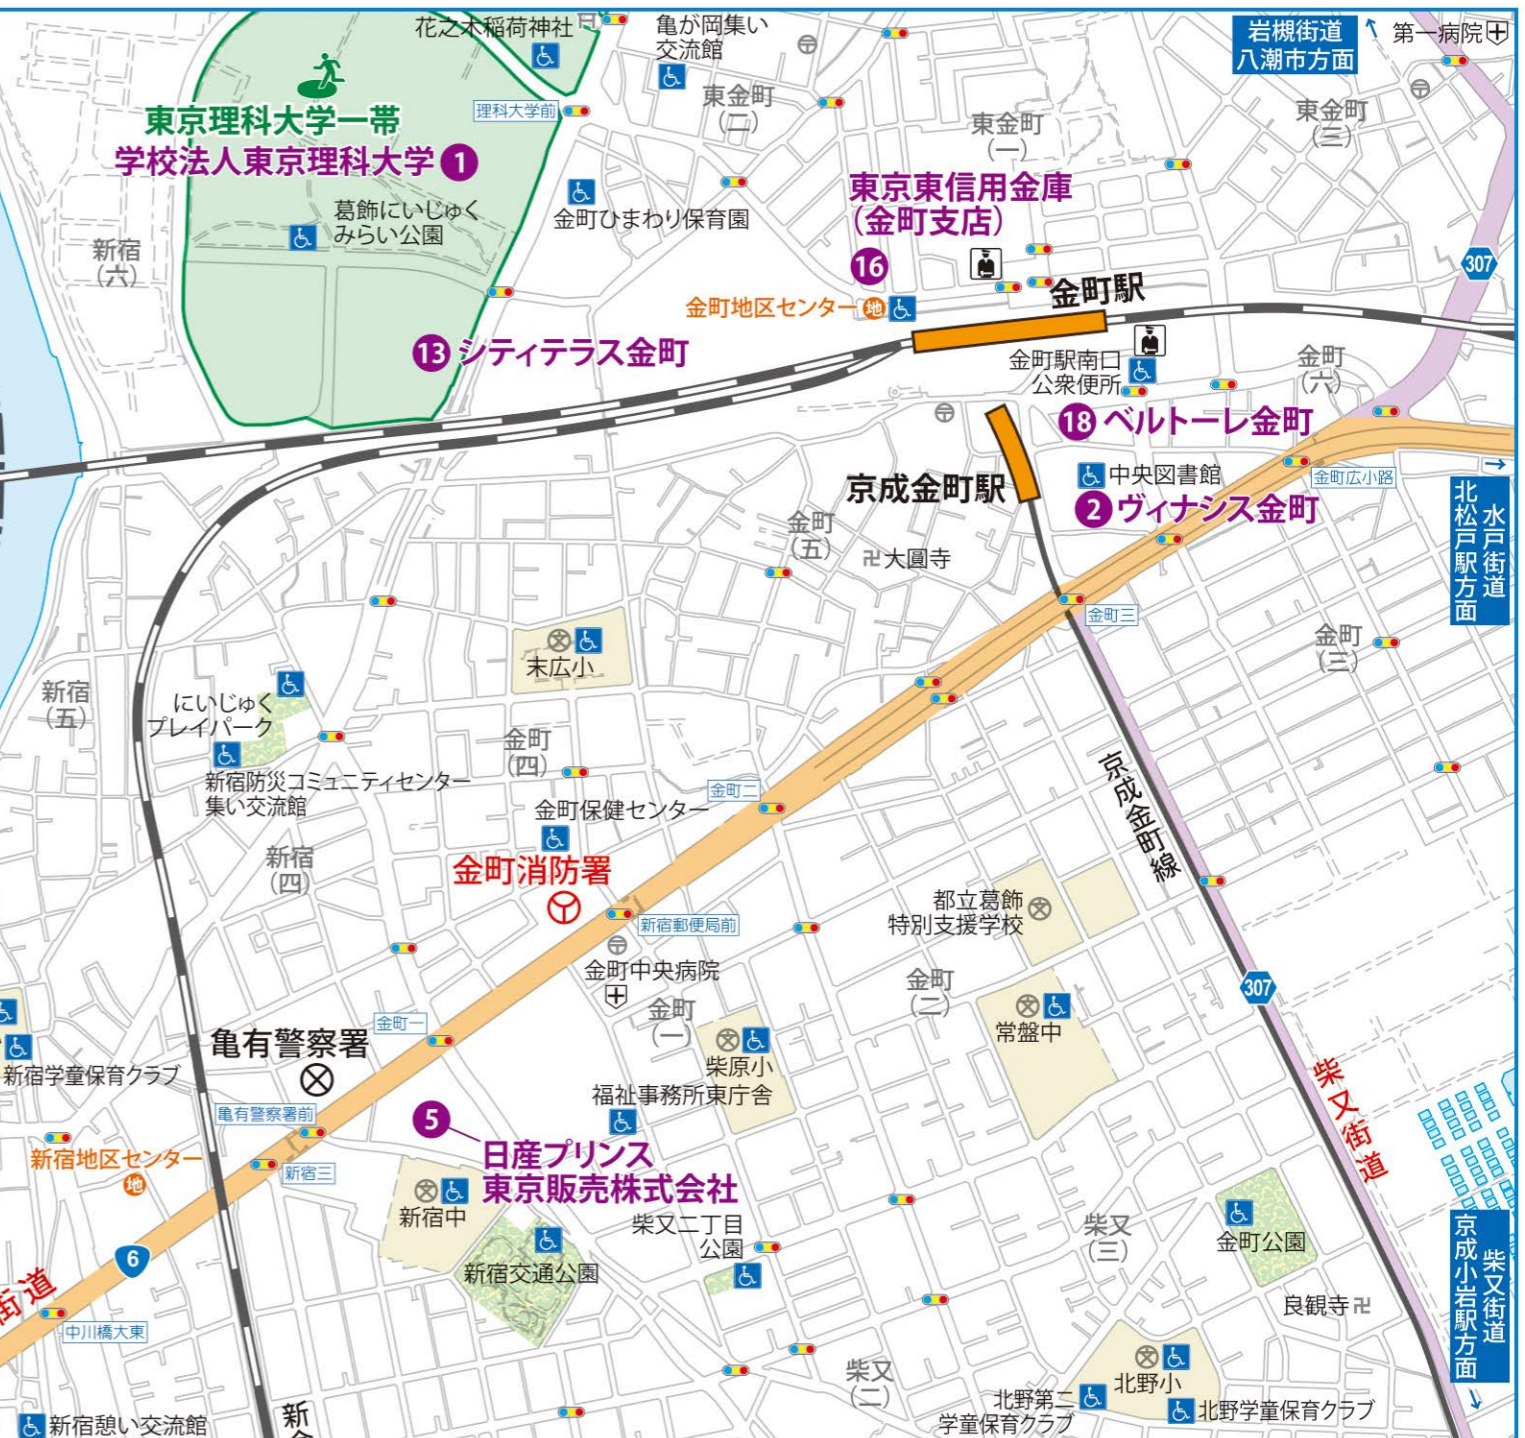 花之木稲荷神社
亀が岡集い
交流館
岩槻街道
八潮市方面
第一病院
東金町
(二)
東金町
(一)
東金町
(三)
理科大学前
東京理科大学一帯
学校法人東京理科大学 1
葛飾にいじゅく
みらい公園
金町ひまわり保育園
東京東信用金庫
(金町支店)
16
新宿
(六)
307
金町地区センター 地
金町駅
13 シティテラス金町
金町駅南口
公衆便所
金町
(六)
18 ベルトーレ金町
京成金町駅
中央図書館
2 ヴィナシス金町
金町広小路
水戸街道
北松戸駅方面
金町
(五)
卍大圓寺
金町三
金町
(三)
末広小
新宿
(五)
にいじゅく
プレイパーク
新宿防災コミュニティセンター
集い交流館
金町
(四)
金町二
金町保健センター
京成金町線
新宿
(四)
金町消防署
新宿郵便局前
都立葛飾
特別支援学校
金町中央病院
金町
(一)
金町
(二)
307
常盤中
金町一
亀有警察署
新宿学童保育クラブ
柴原小
福祉事務所東庁舎
柴又街道
亀有警察署前
5
日産プリンス
東京販売株式会社
新宿地区センター
地
新宿三
新宿中
柴又二丁目
公園
柴又
(三)
金町公園
柴又街道
京成小岩駅方面
6
新宿交通公園
街道
中川橋大東
良観寺卍
柴又
(二)
北野小
北野第二
学童保育クラブ
北野学童保育クラブ
新宿憩い交流館
新